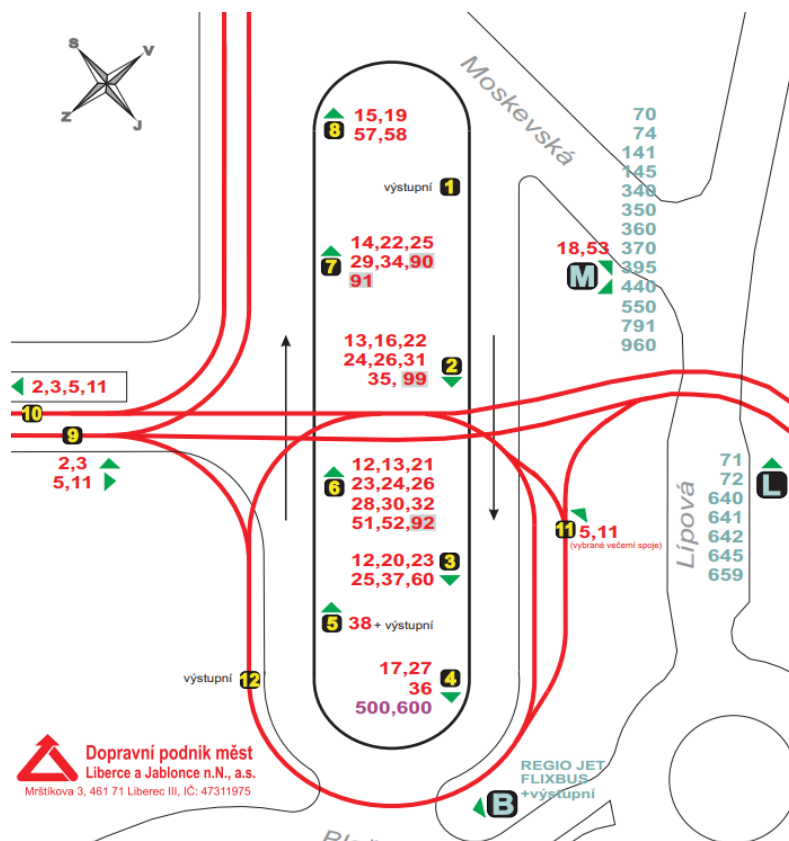 S
V
Z
J
Moskevská
15,19
57,58
8
výstupní
1
14,22,25
29,34,90
91
7
13,16,22
24,26,31
35, 99
2
18,53
M
70
74
141
145
340
350
360
370
395
440
550
791
960
2,3,5,11
10
9
2,3
5,11
12,13,21
23,24,26
28,30,32
51,52,92
6
11
5,11
(vybrané večerní spoje)
12,20,23
25,37,60
3
5
38 + výstupní
17,27
36
500,600
4
výstupní
12
Lípová
71
72
640
641
642
645
659
L
Dopravní podnik měst
Liberce a Jablonce n.N., a.s.
Mrštíkova 3, 461 71 Liberec III, IČ: 47311975
REGIO JET
FLIXBUS
+výstupní
B